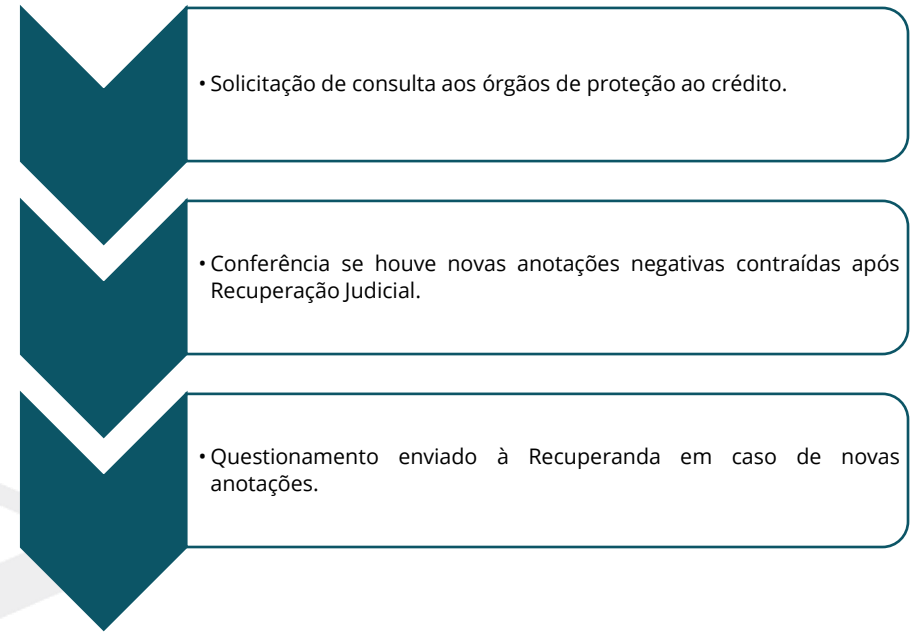 • Solicitação de consulta aos órgãos de proteção ao crédito.
• Conferência se houve novas anotações negativas contraídas após
Recuperação Judicial.
• Questionamento enviado à Recuperanda em caso de novas
anotações.